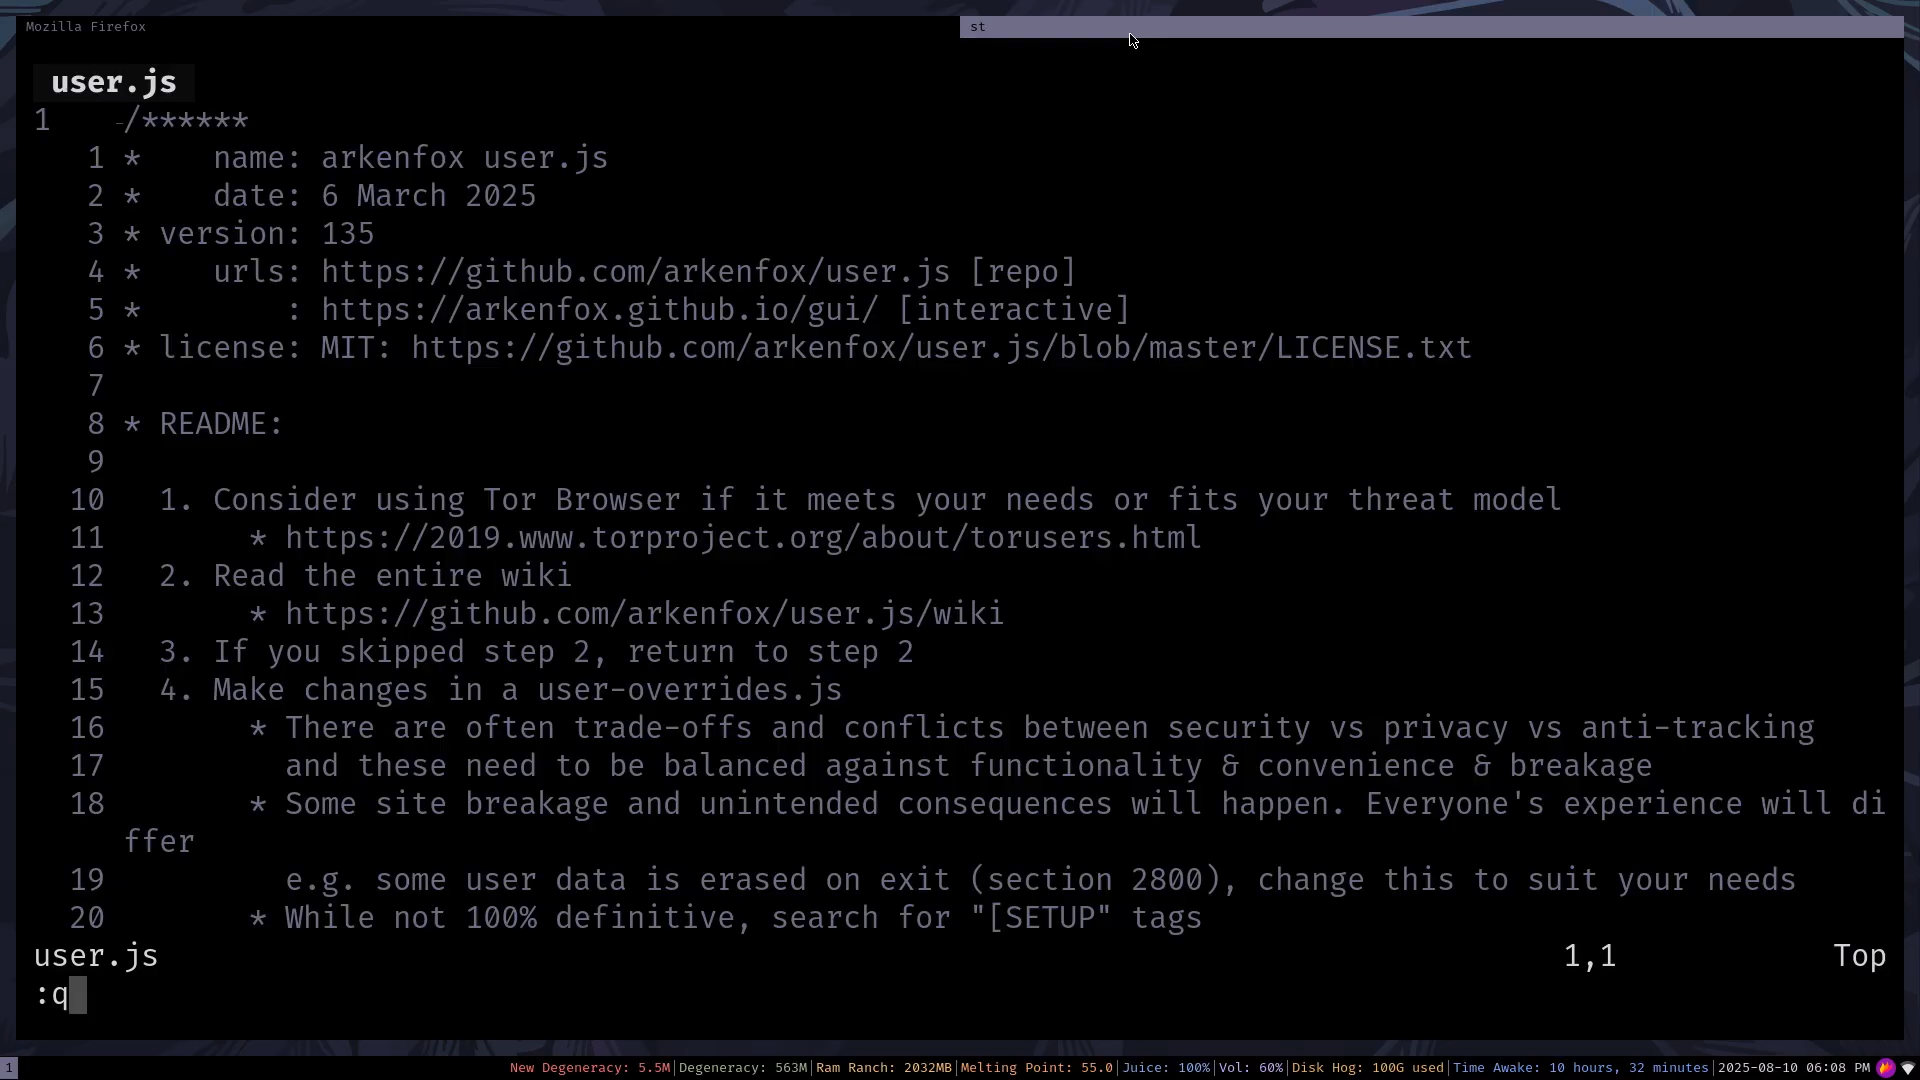 Mozilla Firefox
st
user.js
1 -/******
1 * name: arkenfox user.js
2 * date: 6 March 2025
3 * version: 135
4 * urls: https://github.com/arkenfox/user.js [repo]
5 * : https://arkenfox.github.io/gui/ [interactive]
6 * license: MIT: https://github.com/arkenfox/user.js/blob/master/LICENSE.txt
7
8 * README:
9
10 1. Consider using Tor Browser if it meets your needs or fits your threat model
11 * https://2019.www.torproject.org/about/torusers.html
12 2. Read the entire wiki
13 * https://github.com/arkenfox/user.js/wiki
14 3. If you skipped step 2, return to step 2
15 4. Make changes in a user-overrides.js
16 * There are often trade-offs and conflicts between security vs privacy vs anti-tracking
17 and these need to be balanced against functionality & convenience & breakage
18 * Some site breakage and unintended consequences will happen. Everyone's experience will di
ffer
19 e.g. some user data is erased on exit (section 2800), change this to suit your needs
20 * While not 100% definitive, search for "[SETUP" tags
user.js 1,1 Top
:q
1 New Degeneracy: 5.5M|Degeneracy: 563M|Ram Ranch: 2032MB|Melting Point: 55.0|Juice: 100%|Vol: 60%|Disk Hog: 100G used|Time Awake: 10 hours, 32 minutes|2025-08-10 06:08 PM